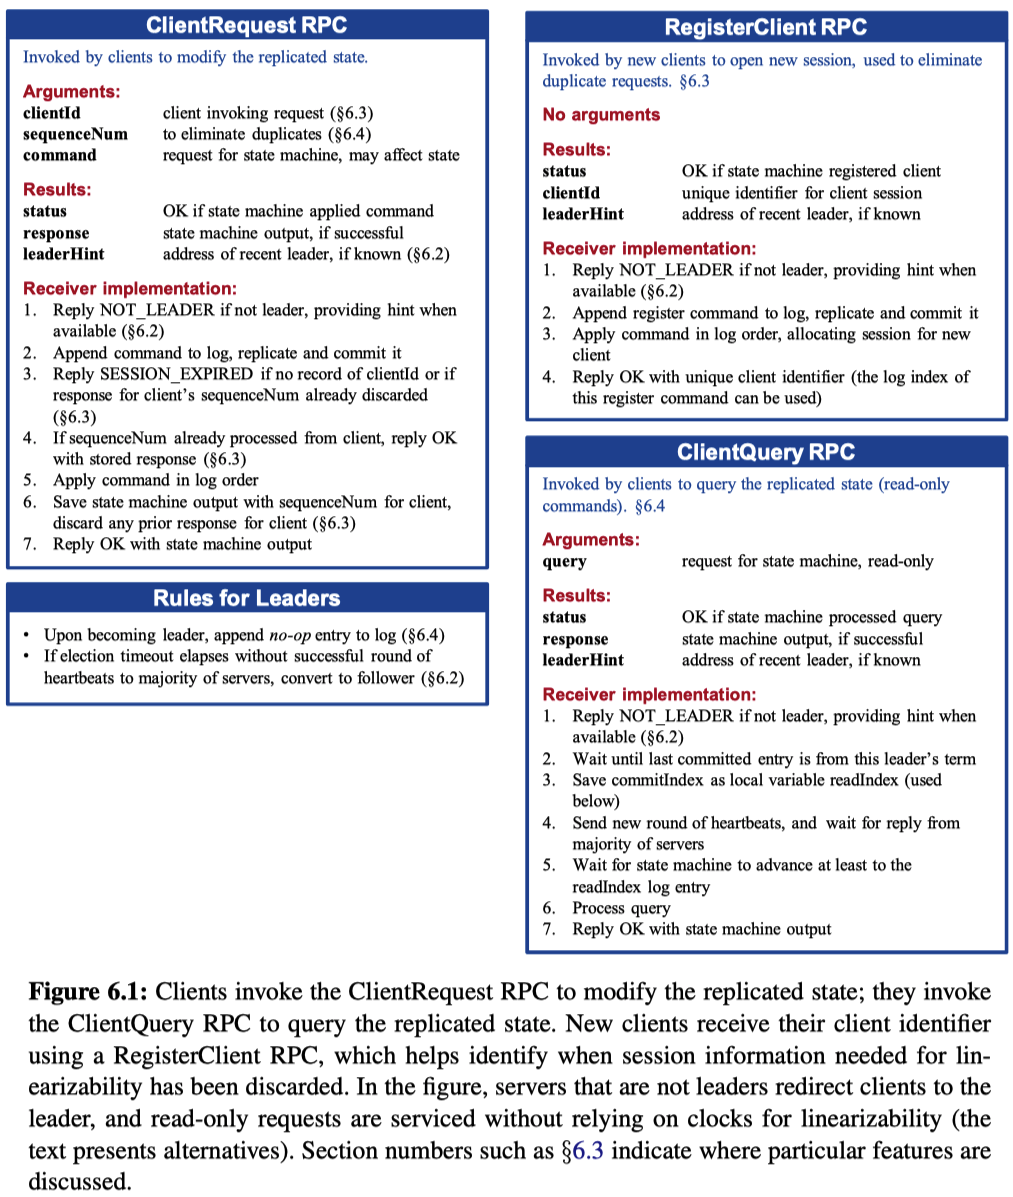 ClientRequest RPC
Invoked by clients to modify the replicated state.
Arguments:
clientId client invoking request (§6.3)
sequenceNum to eliminate duplicates (§6.4)
command request for state machine, may affect state
Results:
status OK if state machine applied command
response state machine output, if successful
leaderHint address of recent leader, if known (§6.2)
Receiver implementation:
1. Reply NOT_LEADER if not leader, providing hint when
available (§6.2)
2. Append command to log, replicate and commit it
3. Reply SESSION_EXPIRED if no record of clientId or if
response for client's sequenceNum already discarded
(§6.3)
4. If sequenceNum already processed from client, reply OK
with stored response (§6.3)
5. Apply command in log order
6. Save state machine output with sequenceNum for client,
discard any prior response for client (§6.3)
7. Reply OK with state machine output
Rules for Leaders
• Upon becoming leader, append no-op entry to log (§6.4)
• If election timeout elapses without successful round of
heartbeats to majority of servers, convert to follower (§6.2)
RegisterClient RPC
Invoked by new clients to open new session, used to eliminate
duplicate requests. §6.3
No arguments
Results:
status OK if state machine registered client
clientId unique identifier for client session
leaderHint address of recent leader, if known
Receiver implementation:
1. Reply NOT_LEADER if not leader, providing hint when
available (§6.2)
2. Append register command to log, replicate and commit it
3. Apply command in log order, allocating session for new
client
4. Reply OK with unique client identifier (the log index of
this register command can be used)
ClientQuery RPC
Invoked by clients to query the replicated state (read-only
commands). §6.4
Arguments:
query request for state machine, read-only
Results:
status OK if state machine processed query
response state machine output, if successful
leaderHint address of recent leader, if known
Receiver implementation:
1. Reply NOT_LEADER if not leader, providing hint when
available (§6.2)
2. Wait until last committed entry is from this leader's term
3. Save commitIndex as local variable readIndex (used
below)
4. Send new round of heartbeats, and wait for reply from
majority of servers
5. Wait for state machine to advance at least to the
readIndex log entry
6. Process query
7. Reply OK with state machine output
Figure 6.1: Clients invoke the ClientRequest RPC to modify the replicated state; they invoke
the ClientQuery RPC to query the replicated state. New clients receive their client identifier
using a RegisterClient RPC, which helps identify when session information needed for lin-
earizability has been discarded. In the figure, servers that are not leaders redirect clients to the
leader, and read-only requests are serviced without relying on clocks for linearizability (the
text presents alternatives). Section numbers such as §6.3 indicate where particular features are
discussed.